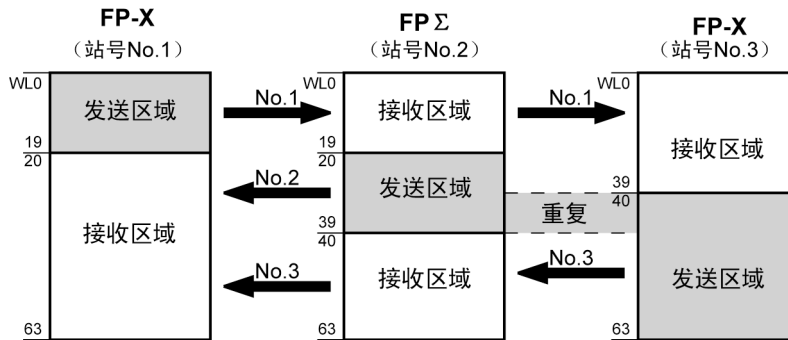 FP-X
(站号No.1)
FPΣ
(站号No.2)
FP-X
(站号No.3)
WL0
发送区域
19
20
接收区域
63
No.1
No.2
No.3
WL0
接收区域
19
20
发送区域
39
40
接收区域
63
No.1
重复
No.3
WL0
接收区域
39
40
发送区域
63